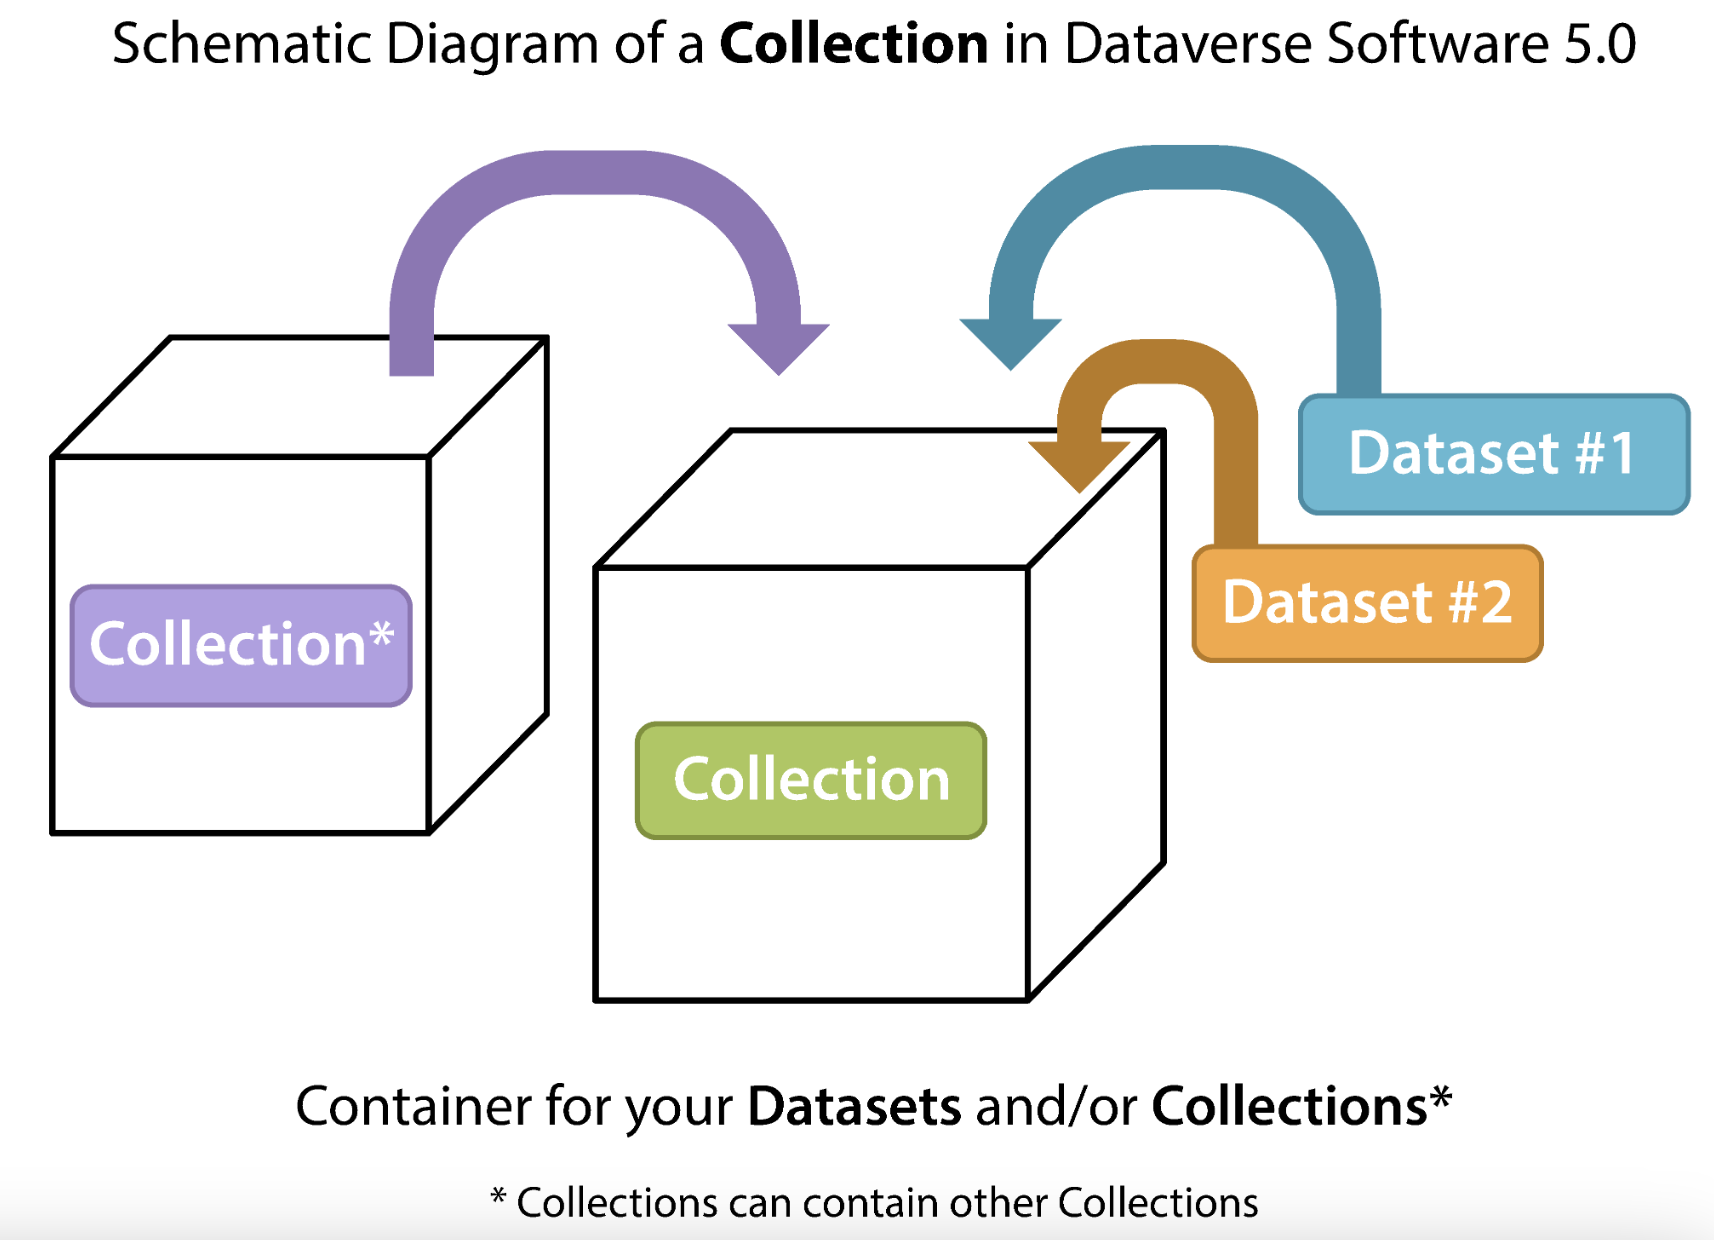 Schematic Diagram of a Collection in Dataverse Software 5.0
Dataset #1
Dataset #2
Collection*
Collection
Container for your Datasets and/or Collections*
* Collections can contain other Collections